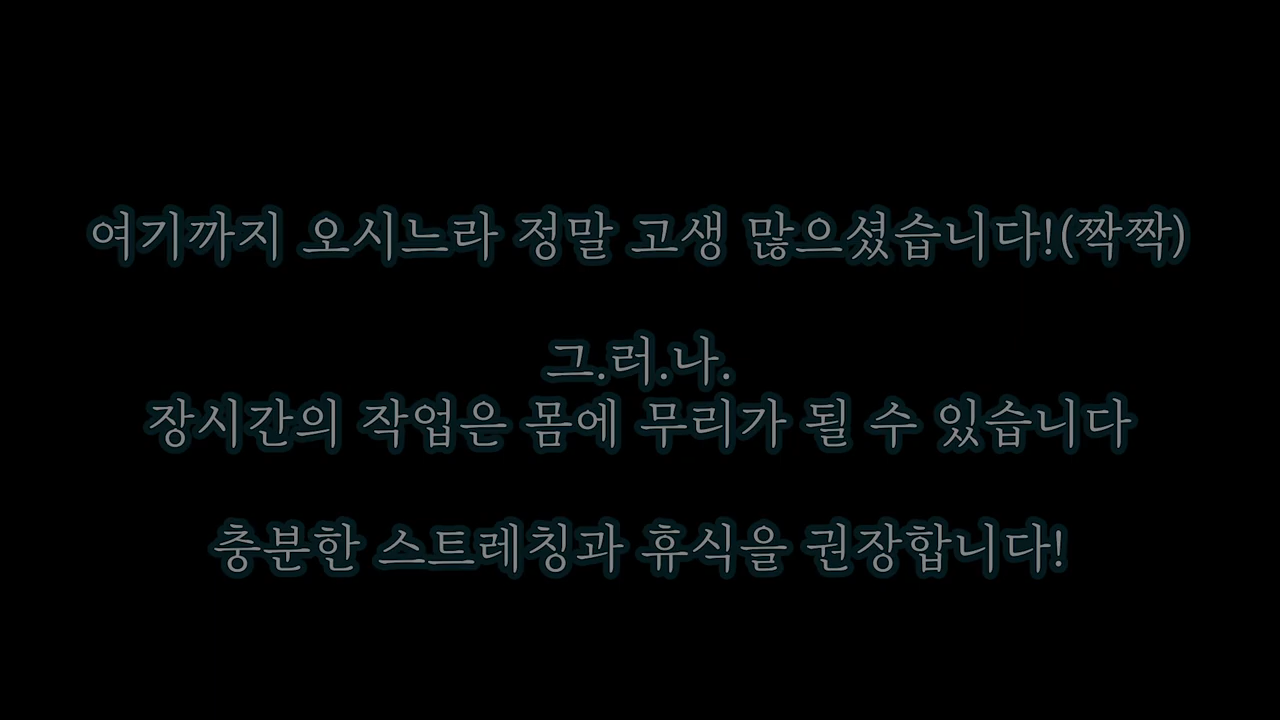 여기까지 오시느라 정말 고생 많으셨습니다!(짝짝)
그.러.나.
장시간의 작업은 몸에 무리가 될 수 있습니다
충분한 스트레칭과 휴식을 권장합니다!